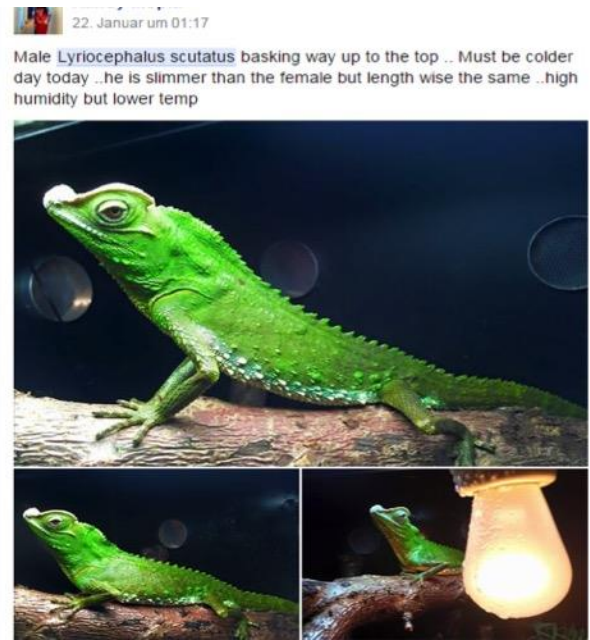 22. Januar um 01:17
Male Lyriocephalus scutatus basking way up to the top .. Must be colder
day today ..he is slimmer than the female but length wise the same ..high
humidity but lower temp